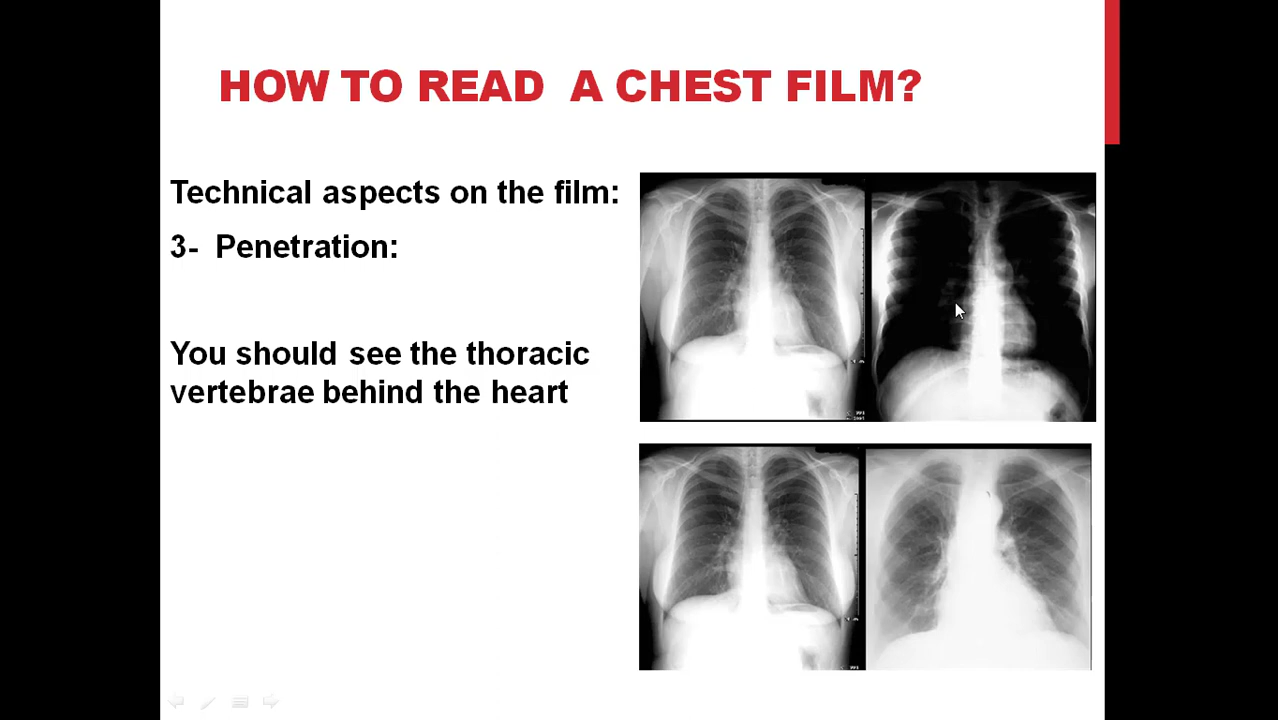 HOW TO READ A CHEST FILM?
Technical aspects on the film:
3- Penetration:
You should see the thoracic
vertebrae behind the heart